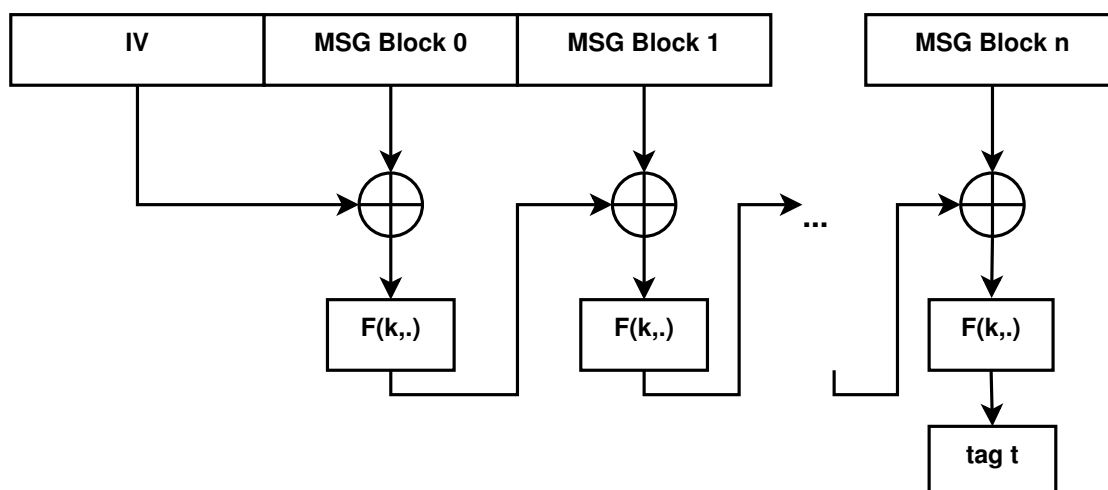 IV
MSG Block 0
MSG Block 1
MSG Block n
...
F(k,.)
F(k,.)
F(k,.)
tag t